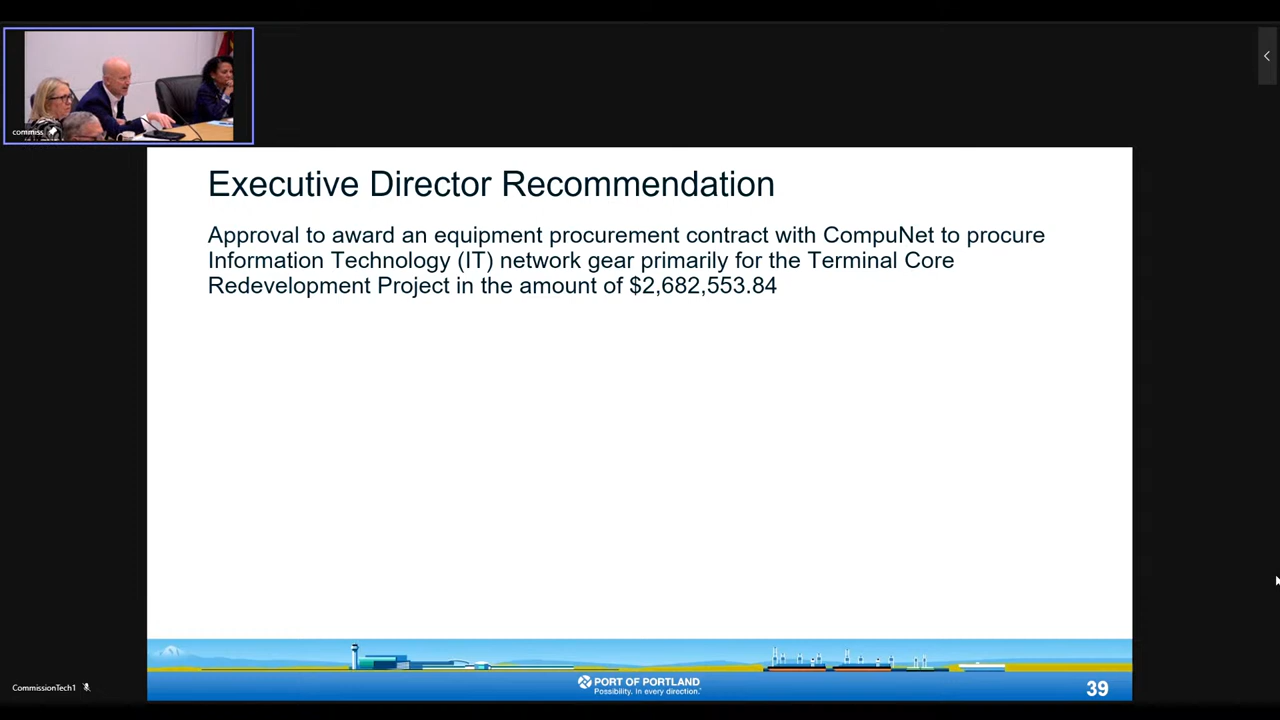 commiss
Executive Director Recommendation
Approval to award an equipment procurement contract with CompuNet to procure
Information Technology (IT) network gear primarily for the Terminal Core
Redevelopment Project in the amount of $2,682,553.84
PORT OF PORTLAND
Possibility. in every direction.
39
CommissionTech1